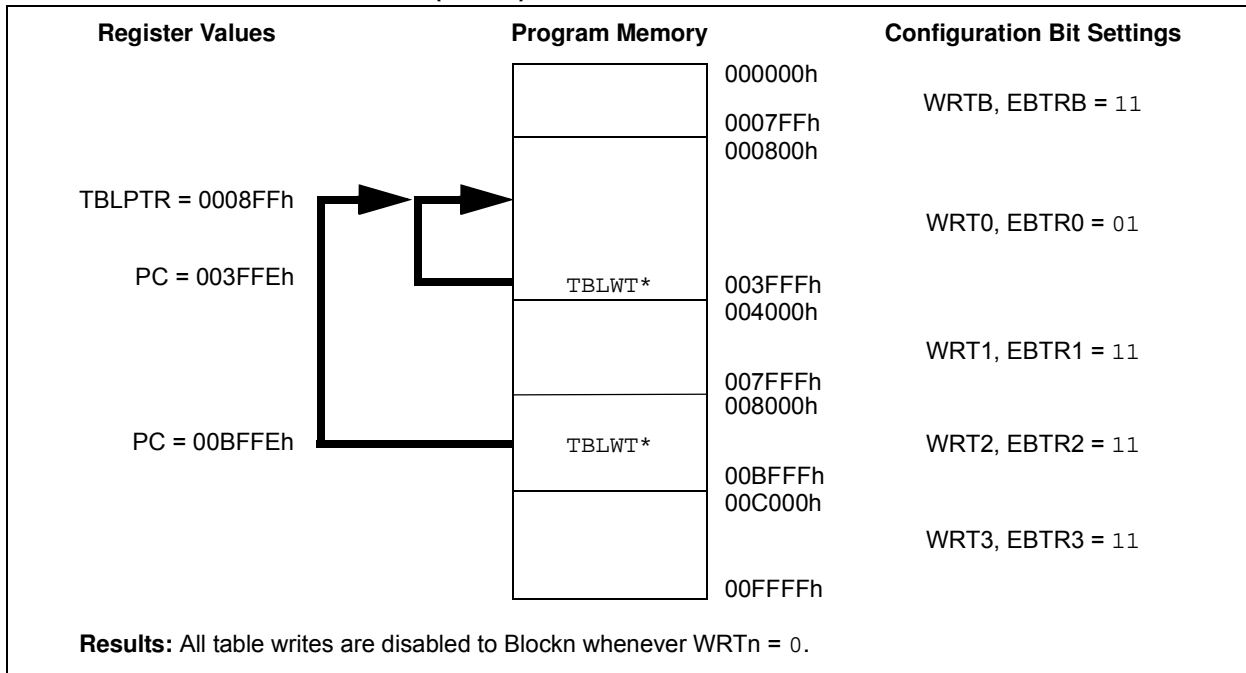 Register Values Program Memory Configuration Bit Settings
000000h
WRTB, EBTRB = 11
0007FFh
000800h
TBLPTR = 0008FFh
WRT0, EBTR0 = 01
PC = 003FFEh TBLWT* 003FFFh
004000h
WRT1, EBTR1 = 11
007FFFh
008000h
PC = 00BFFEh TBLWT* WRT2, EBTR2 = 11
00BFFFh
00C000h
WRT3, EBTR3 = 11
00FFFFh
Results: All table writes are disabled to Blockn whenever WRTn = 0.